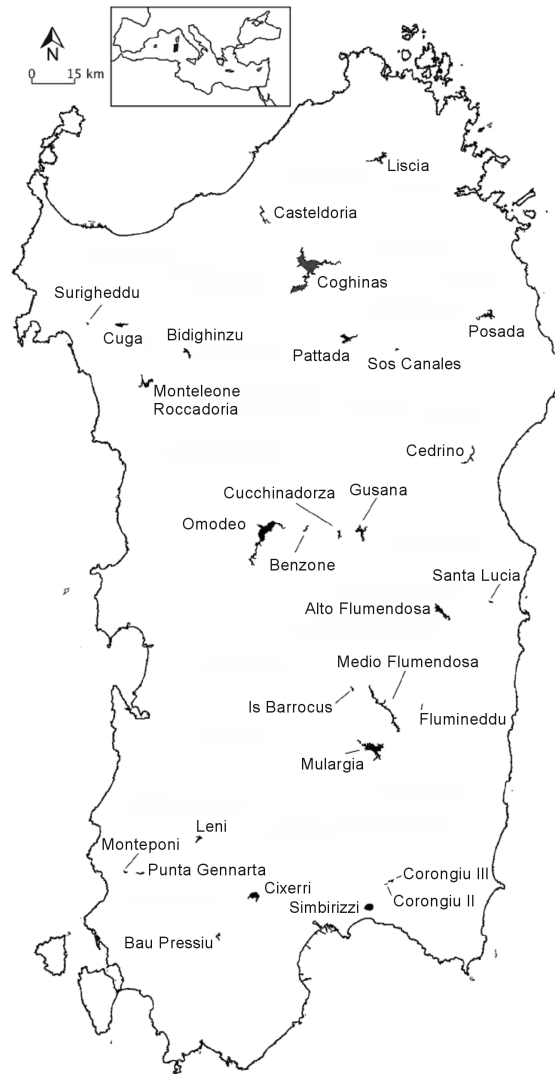 N
0 15 km
Liscia
Casteldoria
Coghinas
Surigheddu
Cuga
Bidighinzu
Posada
Pattada
Sos Canales
Monteleone
Roccadoria
Cedrino
Cucchinadorza
Gusana
Omodeo
Benzone
Santa Lucia
Alto Flumendosa
Medio Flumendosa
Is Barrocus
Flumineddu
Mulargia
Leni
Monteponi
Punta Gennarta
Corongiu III
Cixerri
Corongiu II
Simbirizzi
Bau Pressiu